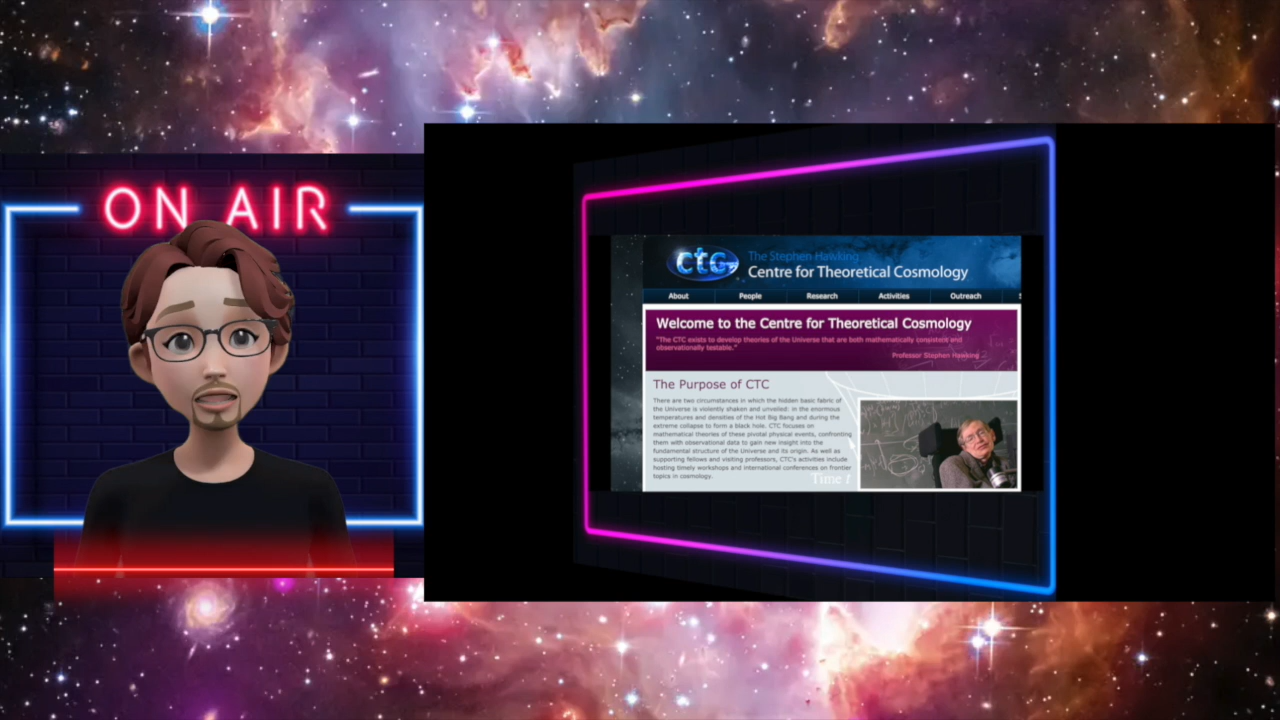 ON AIR
ctc
The Stephen Hawking
Centre for Theoretical Cosmology
About People Research Activities Outreach
Welcome to the Centre for Theoretical Cosmology
"The CTC exists to develop theories of the Universe that are both mathematically consistent and
observationally testable."
Professor Stephen Hawking
The Purpose of CTC
There are two circumstances in which the hidden basic fabric of
the Universe is violently shaken and unveiled: in the enormous
temperatures and densities of the Hot Big Bang and during the
extreme collapse to form a black hole. CTC focuses on
mathematical theories of these pivotal physical events, confronting
them with observational data to gain new insight into the
fundamental structure of the Universe and its origin. As well as
supporting fellows and visiting professors, CTC's activities include
hosting timely workshops and international conferences on frontier
topics in cosmology.
Time